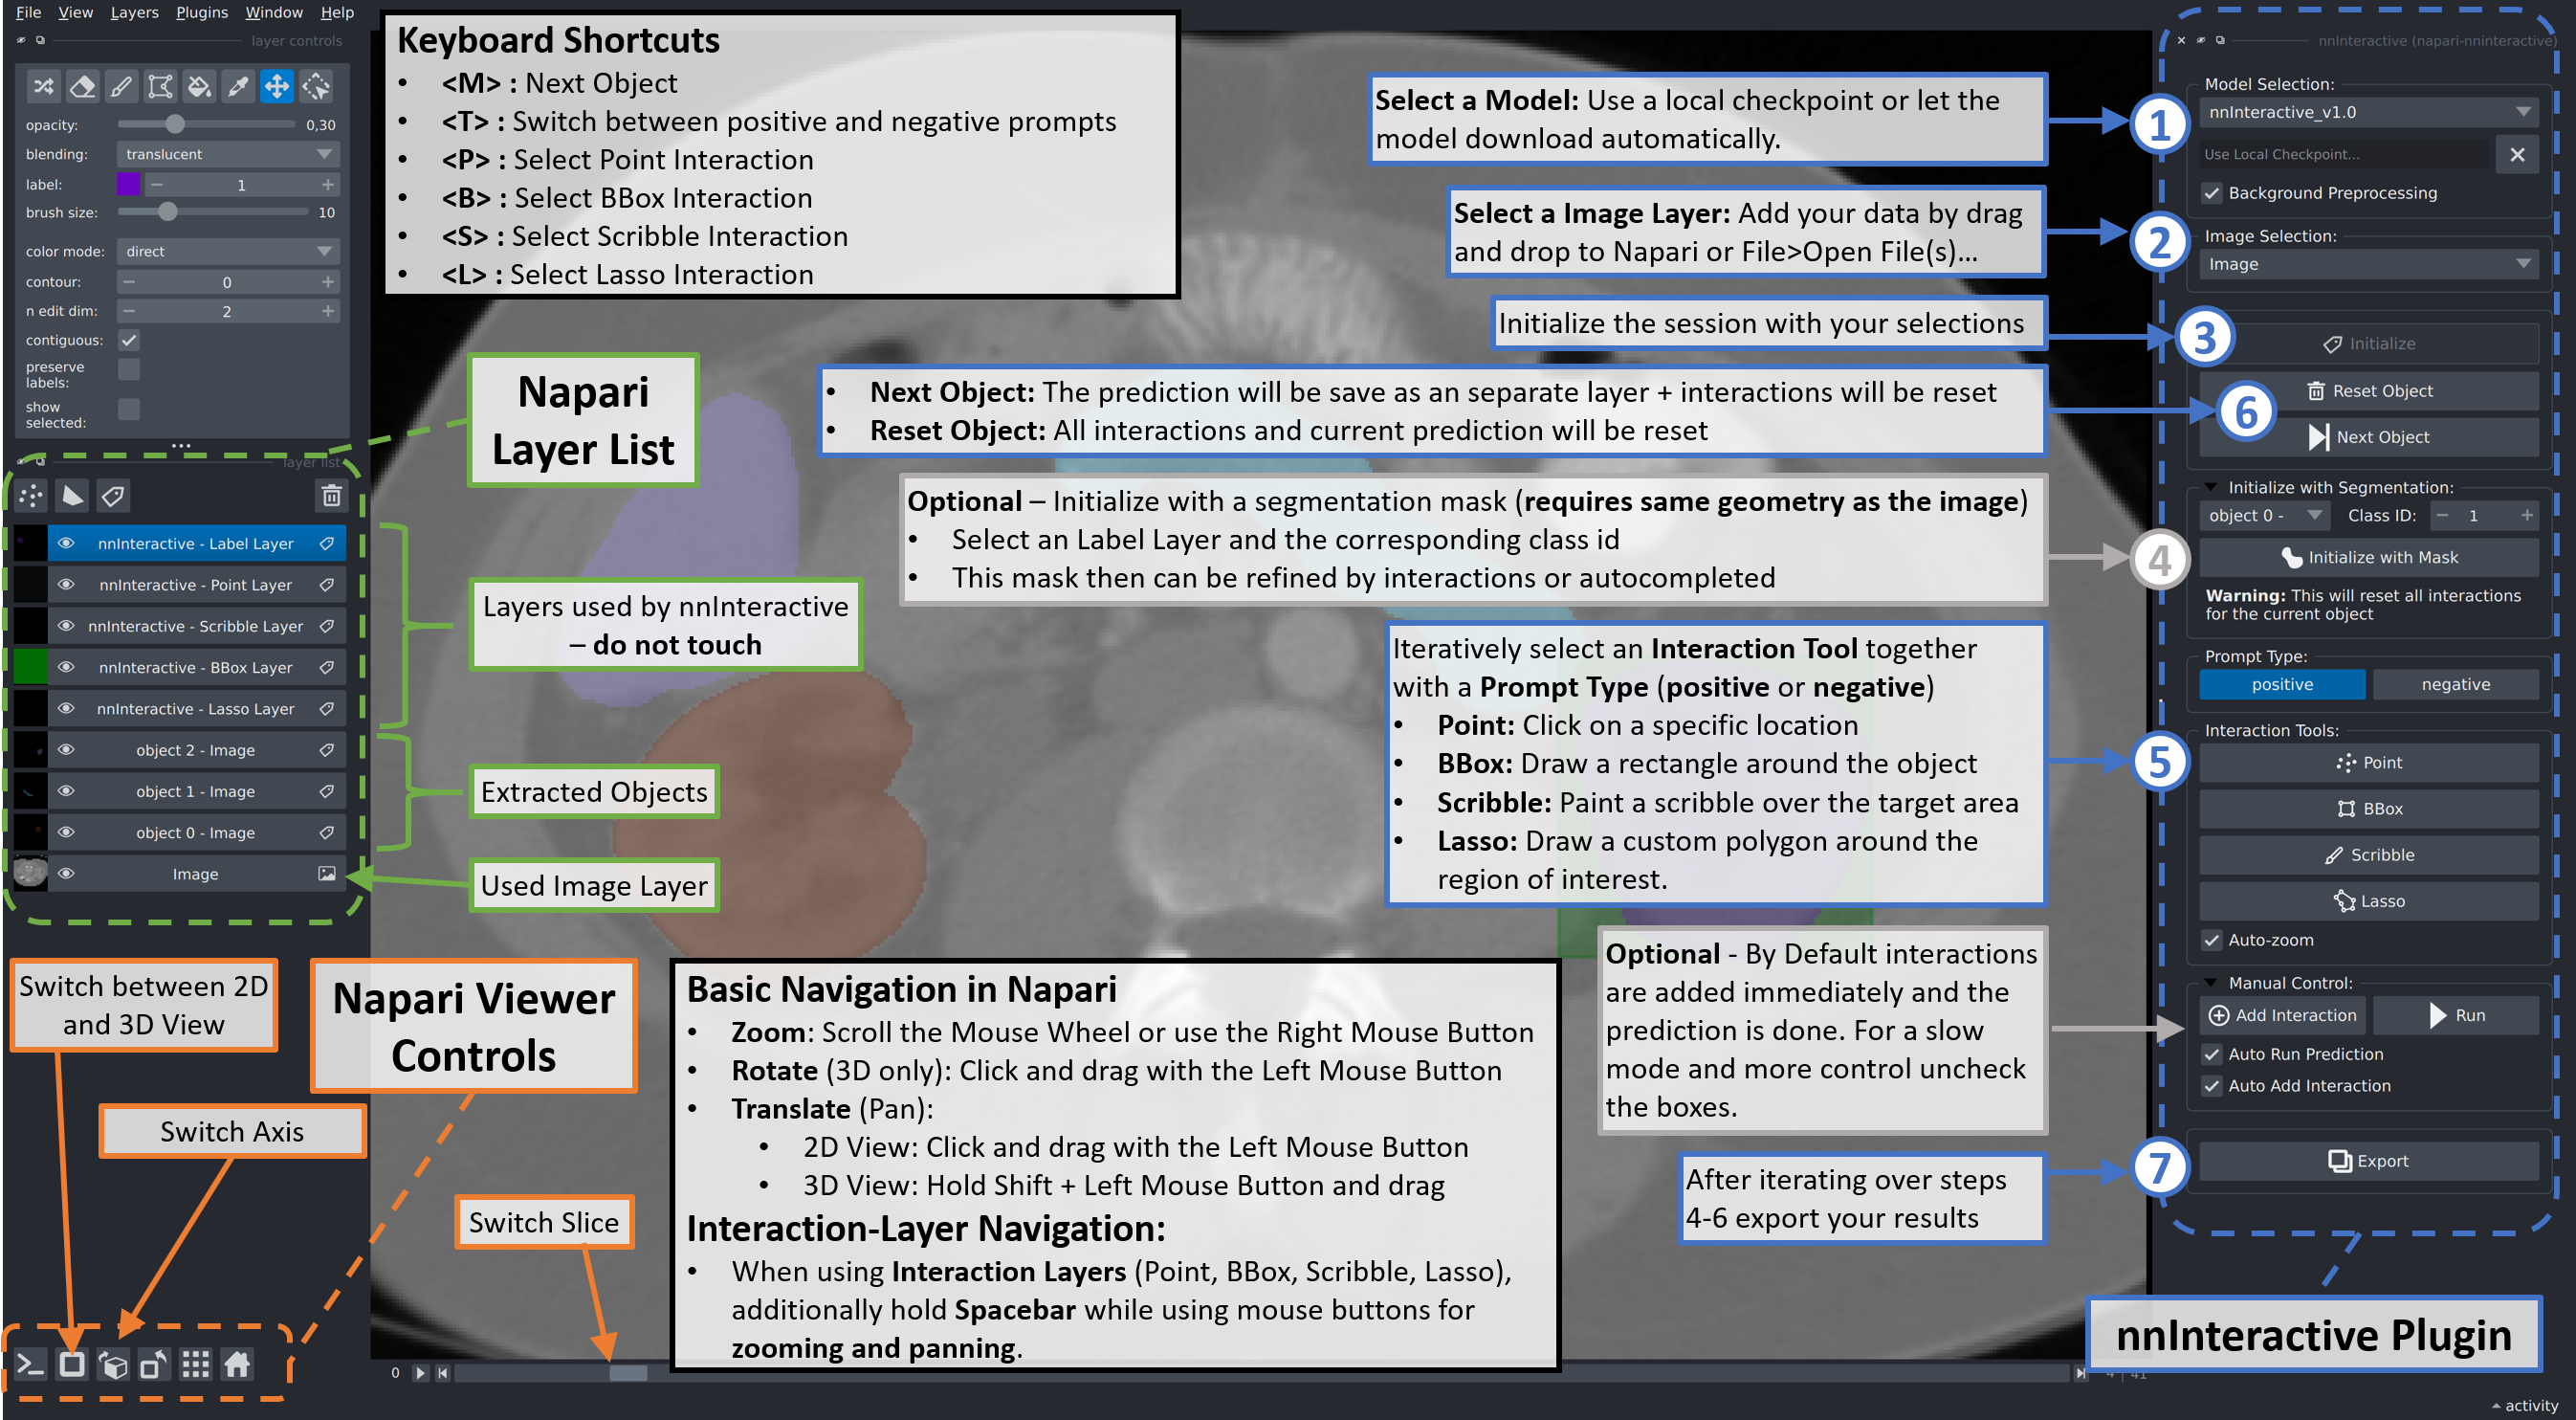 File View Layers Plugins Window Help
layer controls
opacity: 0,30
blending: translucent
label: 1
brush size: 10
color mode: direct
contour: 0
n edit dim: 2
contiguous:
preserve
labels:
show
selected:
layer list
nnInteractive - Label Layer
nnInteractive - Point Layer
nnInteractive - Scribble Layer
nnInteractive - BBox Layer
nnInteractive - Lasso Layer
object 2 - Image
object 1 - Image
object 0 - Image
Image
Keyboard Shortcuts
• <M> : Next Object
• <T> : Switch between positive and negative prompts
• <P> : Select Point Interaction
• <B> : Select BBox Interaction
• <S> : Select Scribble Interaction
• <L> : Select Lasso Interaction
Napari
Layer List
Layers used by nnInteractive
– do not touch
Extracted Objects
Used Image Layer
Switch between 2D
and 3D View
Napari Viewer
Controls
Switch Axis
Switch Slice
Select a Model: Use a local checkpoint or let the
model download automatically.
Select a Image Layer: Add your data by drag
and drop to Napari or File>Open File(s)...
Initialize the session with your selections
• Next Object: The prediction will be save as an separate layer + interactions will be reset
• Reset Object: All interactions and current prediction will be reset
Optional – Initialize with a segmentation mask (requires same geometry as the image)
• Select an Label Layer and the corresponding class id
• This mask then can be refined by interactions or autocompleted
Iteratively select an Interaction Tool together
with a Prompt Type (positive or negative)
• Point: Click on a specific location
• BBox: Draw a rectangle around the object
• Scribble: Paint a scribble over the target area
• Lasso: Draw a custom polygon around the
region of interest.
Optional - By Default interactions
are added immediately and the
prediction is done. For a slow
mode and more control uncheck
the boxes.
After iterating over steps
4-6 export your results
Basic Navigation in Napari
• Zoom: Scroll the Mouse Wheel or use the Right Mouse Button
• Rotate (3D only): Click and drag with the Left Mouse Button
• Translate (Pan):
• 2D View: Click and drag with the Left Mouse Button
• 3D View: Hold Shift + Left Mouse Button and drag
Interaction-Layer Navigation:
• When using Interaction Layers (Point, BBox, Scribble, Lasso),
additionally hold Spacebar while using mouse buttons for
zooming and panning.
0
nnInteractive (napari-nninteractive)
1
Model Selection:
nnInteractive_v1.0
Use Local Checkpoint...
Background Preprocessing
2
Image Selection:
Image
3
Initialize
Reset Object
6
Next Object
Initialize with Segmentation:
object 0 - Class ID: 1
4
Initialize with Mask
Warning: This will reset all interactions
for the current object
Prompt Type:
positive negative
Interaction Tools:
5
Point
BBox
Scribble
Lasso
Auto-zoom
Manual Control:
Add Interaction Run
Auto Run Prediction
Auto Add Interaction
7
Export
nnInteractive Plugin
activity